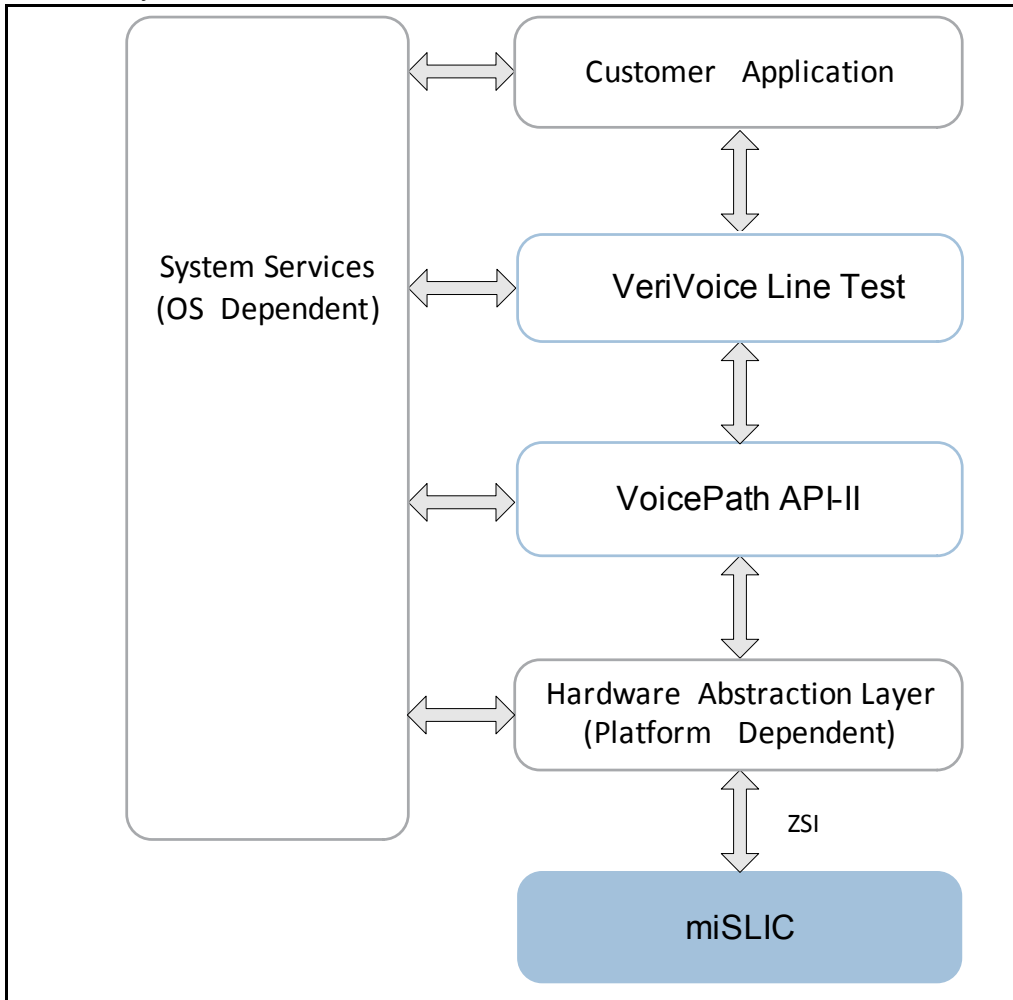 Customer Application
System Services
(OS Dependent)
VeriVoice Line Test
VoicePath API-II
Hardware Abstraction Layer
(Platform Dependent)
ZSI
miSLIC